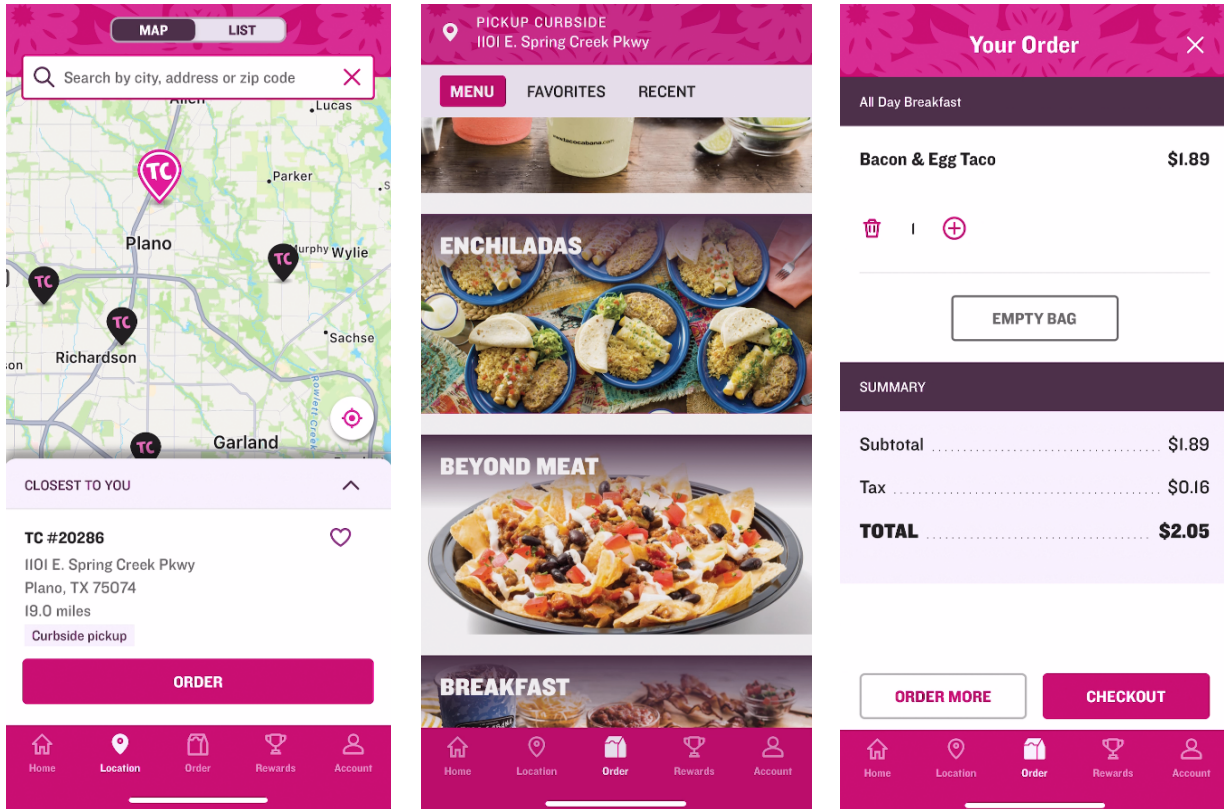 MAP
LIST
Search by city, address or zip code
Allen
Lucas
TC
Parker
Plano
Murphy
Wylie
TC
TC
TC
Richardson
Sachse
Rowlett Creek
TC
Garland
CLOSEST TO YOU
TC #20286
1101 E. Spring Creek Pkwy
Plano, TX 75074
19.0 miles
Curbside pickup
ORDER
Home
Location
Order
Rewards
Account
PICKUP CURBSIDE
1101 E. Spring Creek Pkwy
MENU
FAVORITES
RECENT
ENCHILADAS
BEYOND MEAT
BREAKFAST
Home
Location
Order
Rewards
Account
Your Order
All Day Breakfast
Bacon & Egg Taco $1.89
1
EMPTY BAG
SUMMARY
Subtotal $1.89
Tax $0.16
TOTAL $2.05
ORDER MORE
CHECKOUT
Home
Location
Order
Rewards
Account